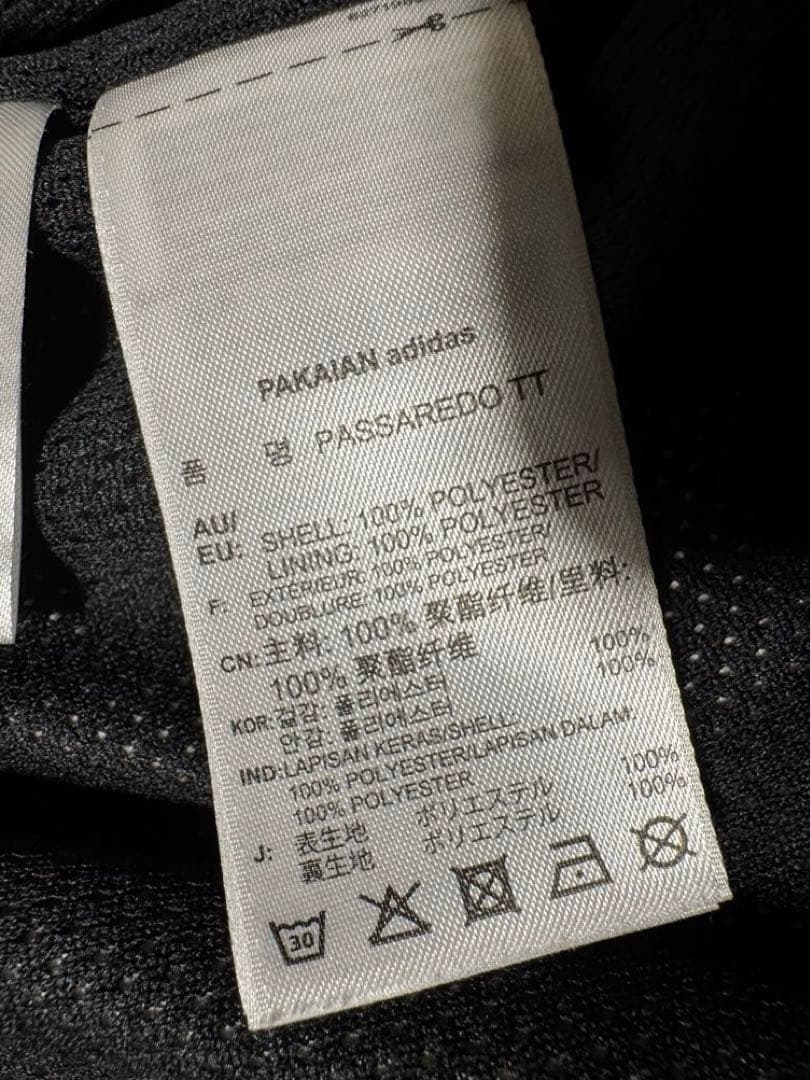 PAKAIAN adidas
품 명 PASSAREDO TT
AU/
EU: SHELL: 100% POLYESTER/
LINING: 100% POLYESTER
F: EXTERIEUR: 100% POLYESTER/
DOUBLURE: 100% POLYESTER
CN: 主料: 100% 聚酯纤维/里料:
100% 聚酯纤维
KOR: 겉감: 폴리에스터 100%
안감: 폴리에스터 100%
IND: LAPISAN KERAS/SHELL:
100% POLYESTER/LAPISAN DALAM:
100% POLYESTER
J: 表生地 ポリエステル 100%
裏生地 ポリエステル 100%
30